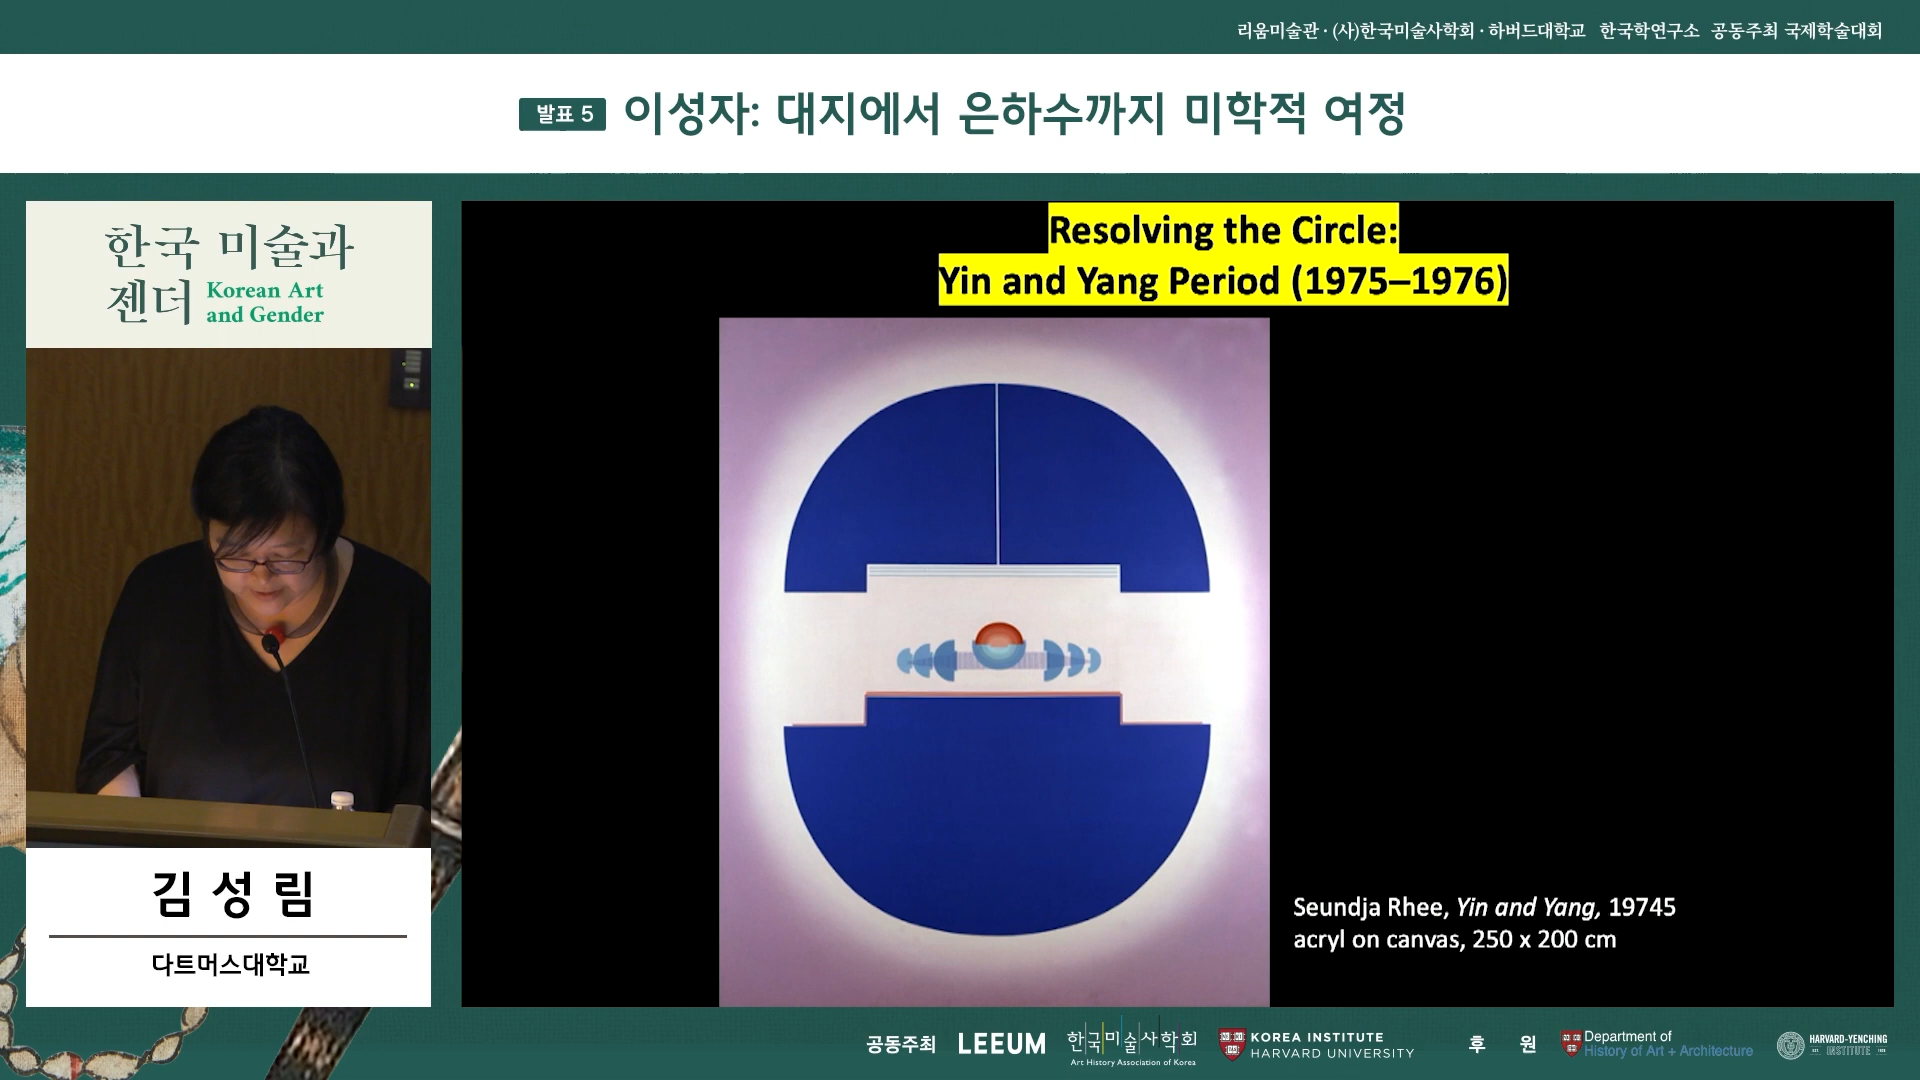 리움미술관 · (사)한국미술사학회 · 하버드대학교 한국학연구소 공동주최 국제학술대회
발표 5 이성자: 대지에서 은하수까지 미학적 여정
한국 미술과
젠더 Korean Art
and Gender
Resolving the Circle:
Yin and Yang Period (1975–1976)
Seundja Rhee, Yin and Yang, 19745
acryl on canvas, 250 x 200 cm
김성림
다트머스대학교
공동주최 LEEUM 한국미술사학회 Art History Association of Korea
KOREA INSTITUTE
HARVARD UNIVERSITY
후 원
Department of
History of Art + Architecture
HARVARD-YENCHING
INSTITUTE